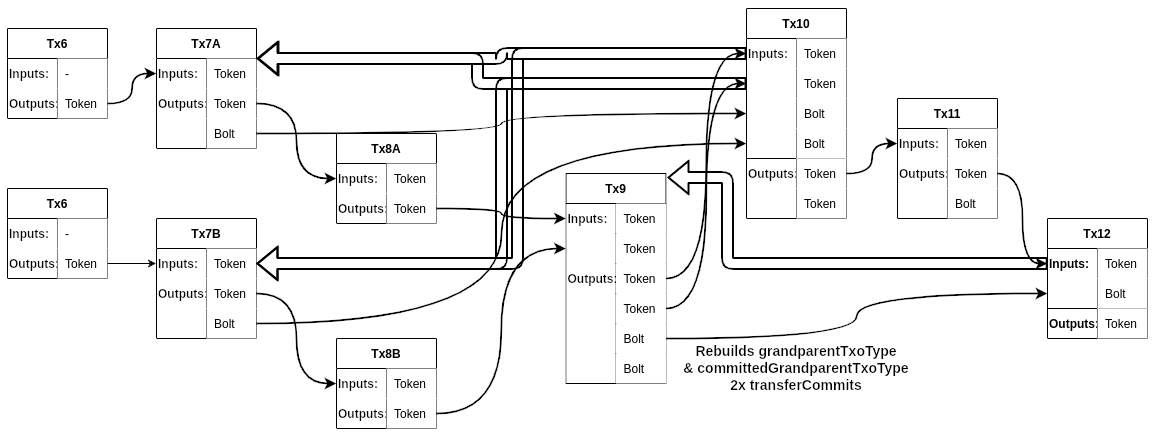 Tx6
Inputs: -
Outputs: Token
Tx7A
Inputs: Token
Outputs: Token
Bolt
Tx8A
Inputs: Token
Outputs: Token
Tx6
Inputs: -
Outputs: Token
Tx7B
Inputs: Token
Outputs: Token
Bolt
Tx8B
Inputs: Token
Outputs: Token
Tx9
Inputs: Token
Token
Outputs: Token
Token
Bolt
Bolt
Tx10
Inputs: Token
Token
Bolt
Bolt
Outputs: Token
Token
Tx11
Inputs: Token
Outputs: Token
Bolt
Tx12
Inputs: Token
Bolt
Outputs: Token
Rebuilds grandparentTxoType
& committedGrandparentTxoType
2x transferCommits